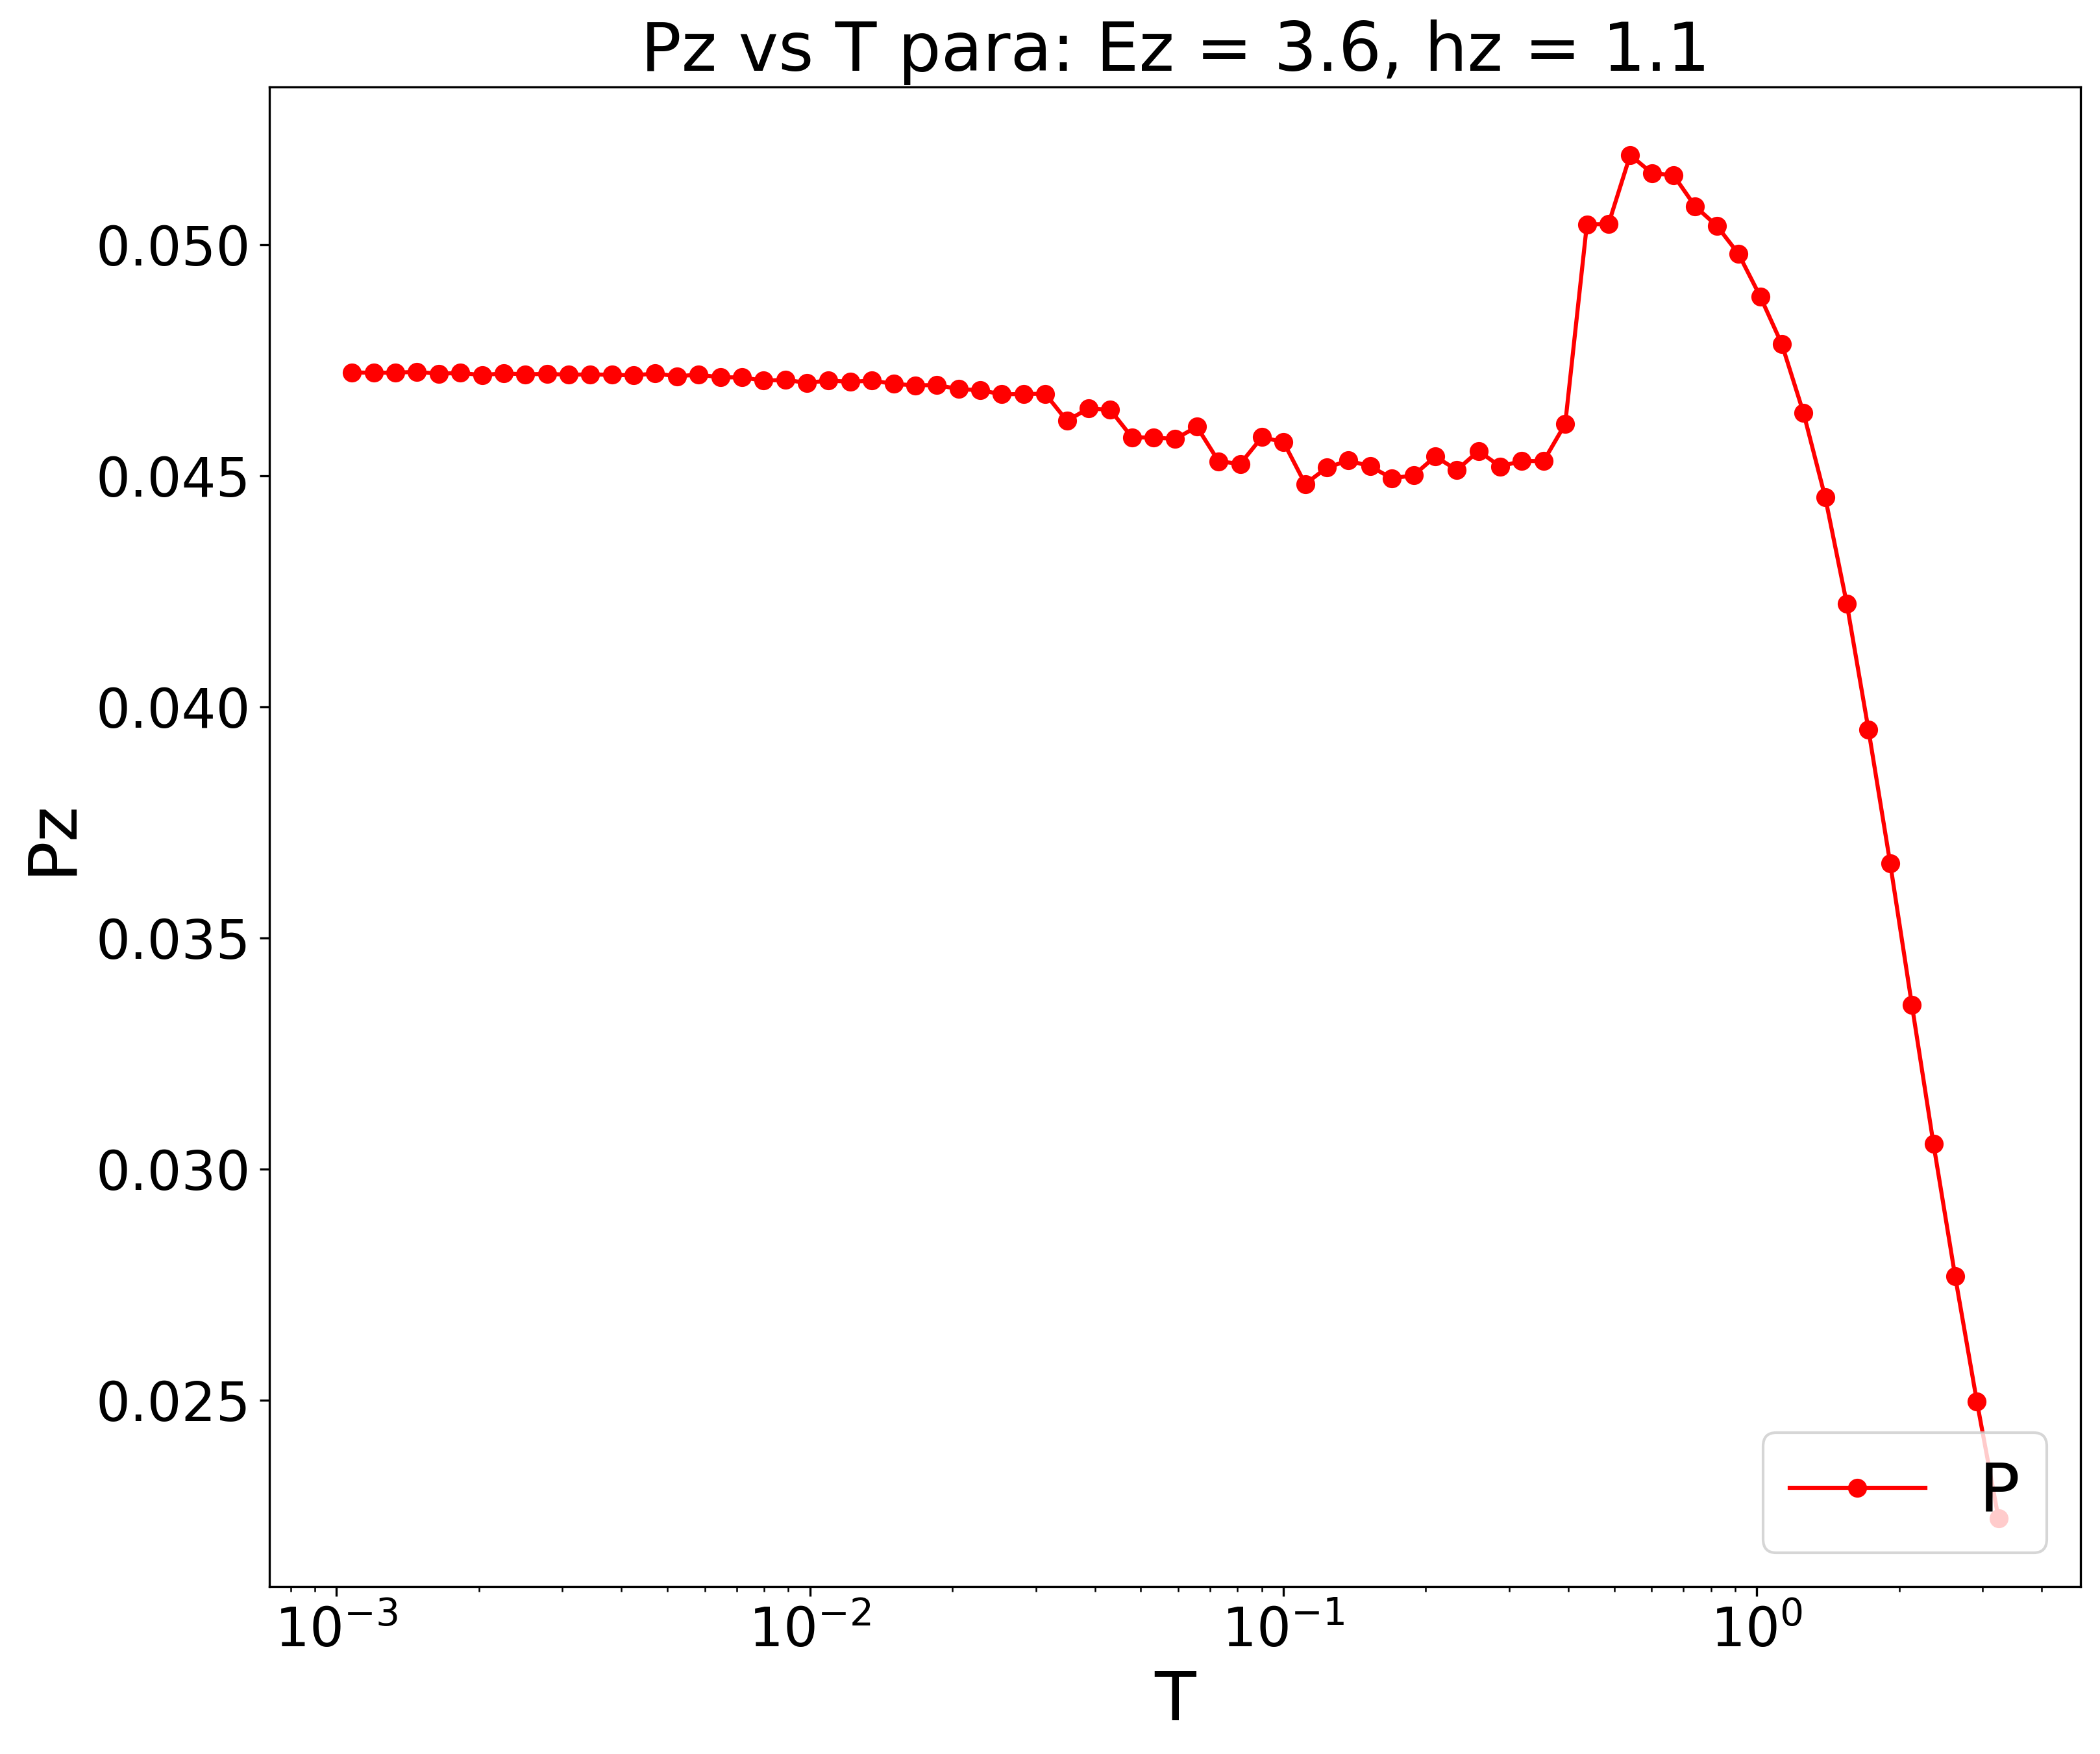 Pz vs T para: Ez = 3.6, hz = 1.1
Pz
0.050
0.045
0.040
0.035
0.030
0.025
P
10⁻³ 10⁻² 10⁻¹ 10⁰
T